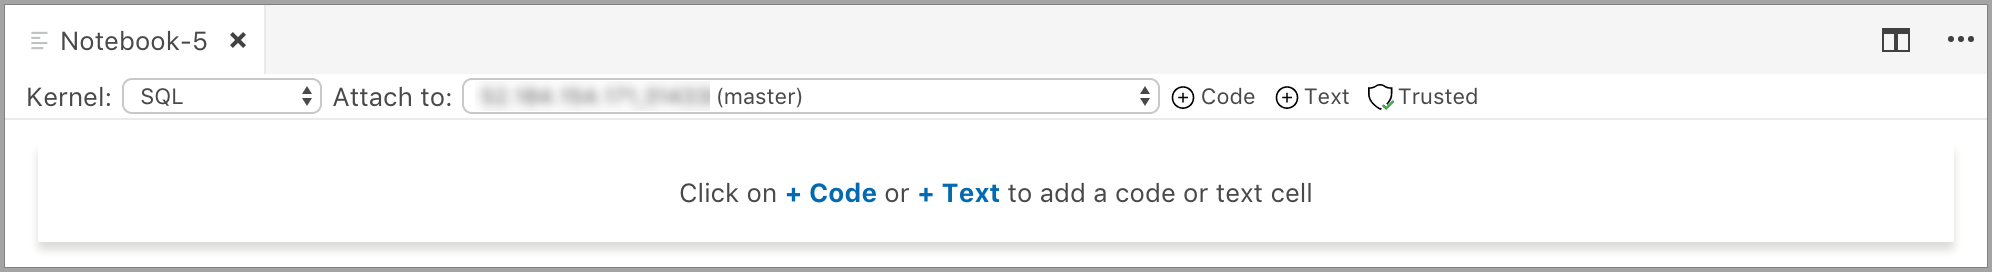 Notebook-5
Kernel: SQL Attach to: (master) Code Text Trusted
Click on + Code or + Text to add a code or text cell